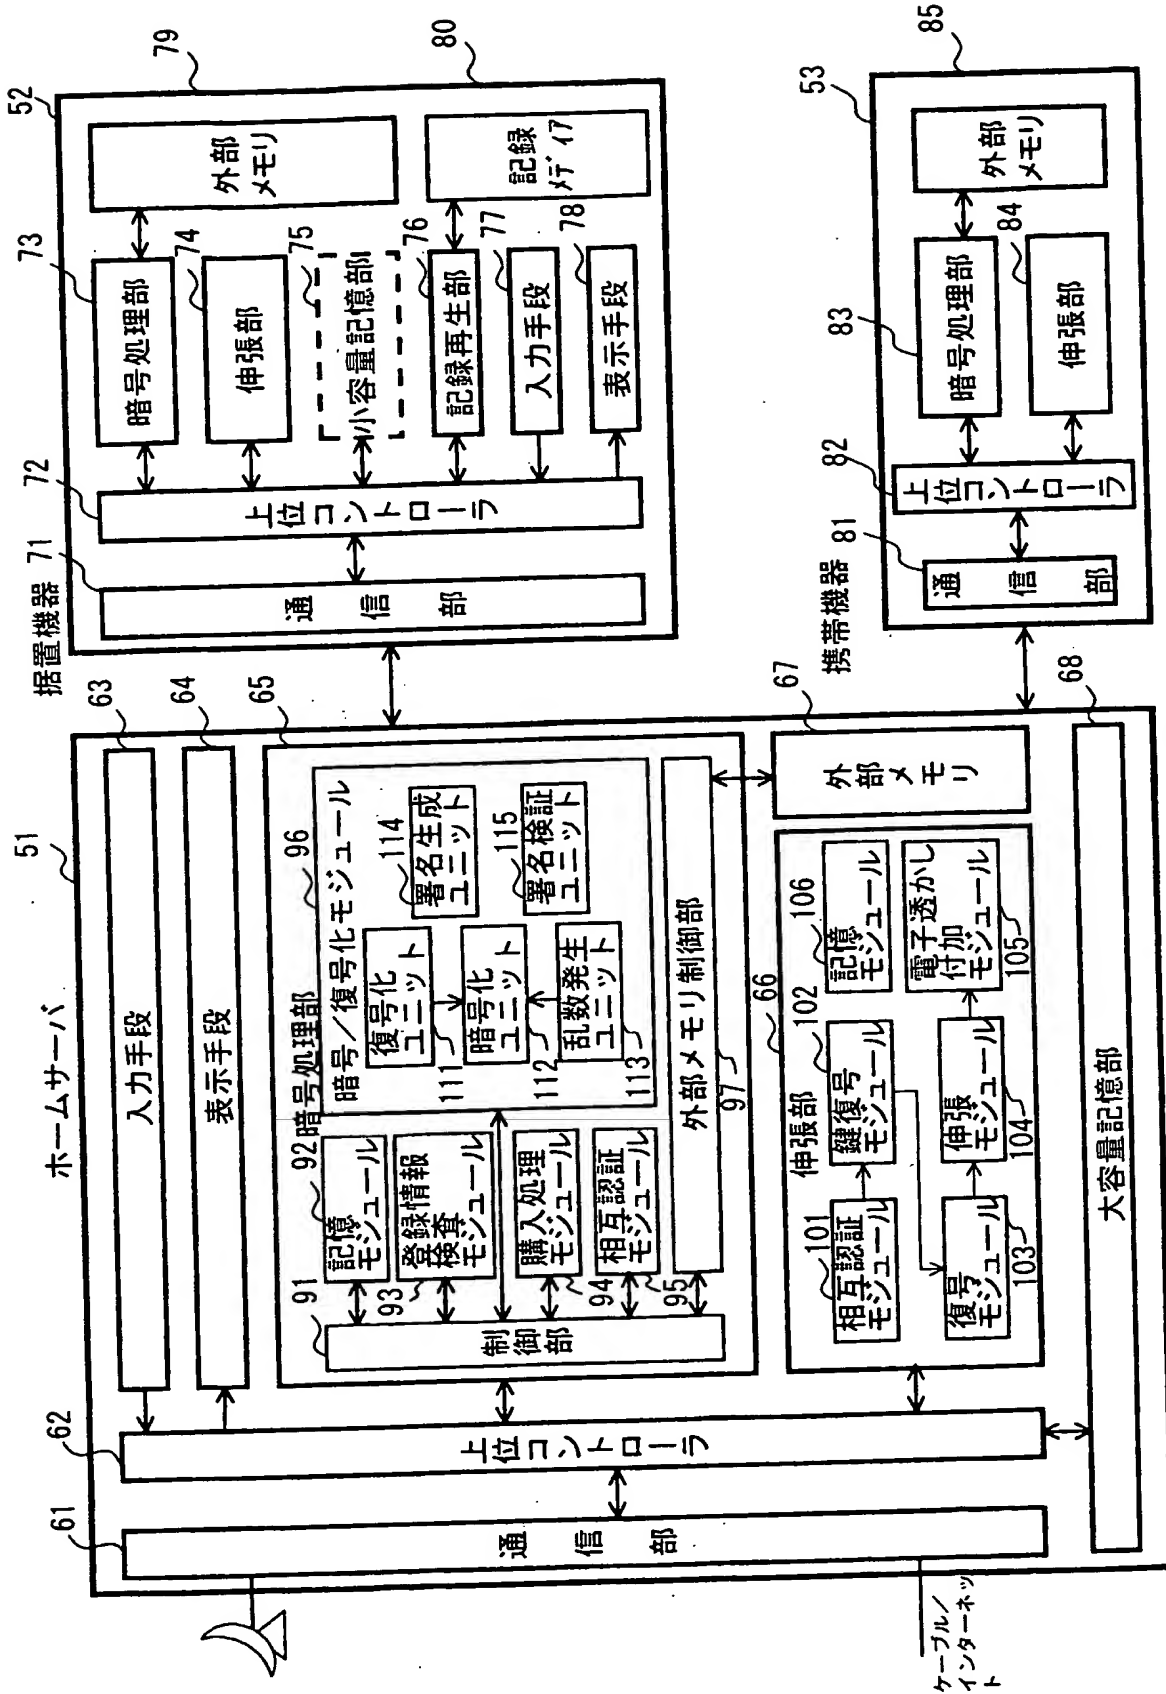 ホームサーバ
51
61
通信部
62
上位コントローラ
63
入力手段
64
表示手段
65
暗号処理部
91
制御部
92
記憶
モジュール
93
登録情報
検査
モジュール
94
購入処理
モジュール
95
相互認証
モジュール
96
暗号/復号化モジュール
復号化
ユニット
111
暗号化
ユニット
112
乱数発生
ユニット
113
114
署名生成
ユニット
115
署名検証
ユニット
外部メモリ制御部
97
66
伸張部
101
相互認証
モジュール
102
鍵復号
モジュール
復号
モジュール
103
伸張
モジュール
104
電子透かし
付加
モジュール
105
106
記憶
モジュール
67
外部メモリ
68
大容量記憶部
ケーブル/
インターネッ
ト
据置機器
52
71
通信部
72
上位コントローラ
73
暗号処理部
74
伸張部
75
小容量記憶部
76
記録再生部
77
入力手段
78
表示手段
79
外部
メモリ
80
記録
メディア
携帯機器
53
81
通信部
82
上位コントローラ
83
暗号処理部
84
伸張部
85
外部
メモリ